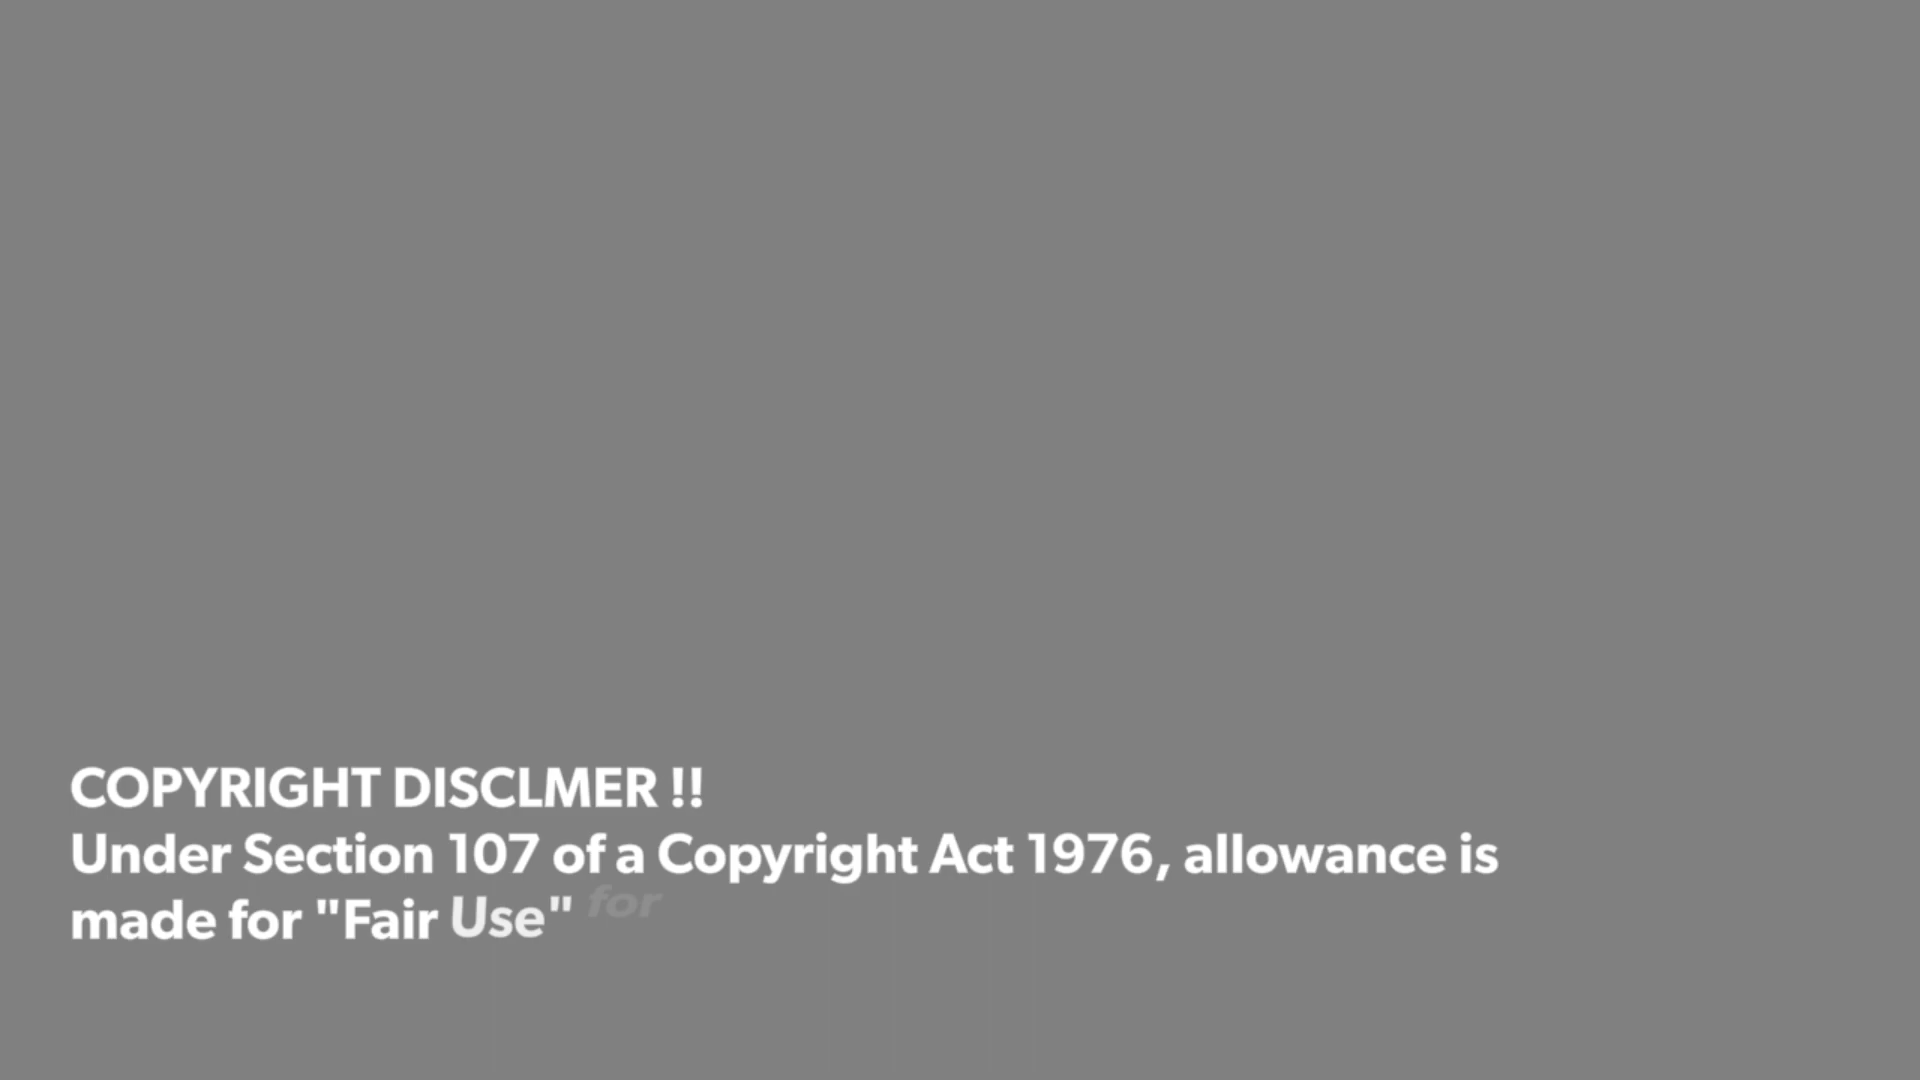 COPYRIGHT DISCLMER !!
Under Section 107 of a Copyright Act 1976, allowance is
made for "Fair Use" for